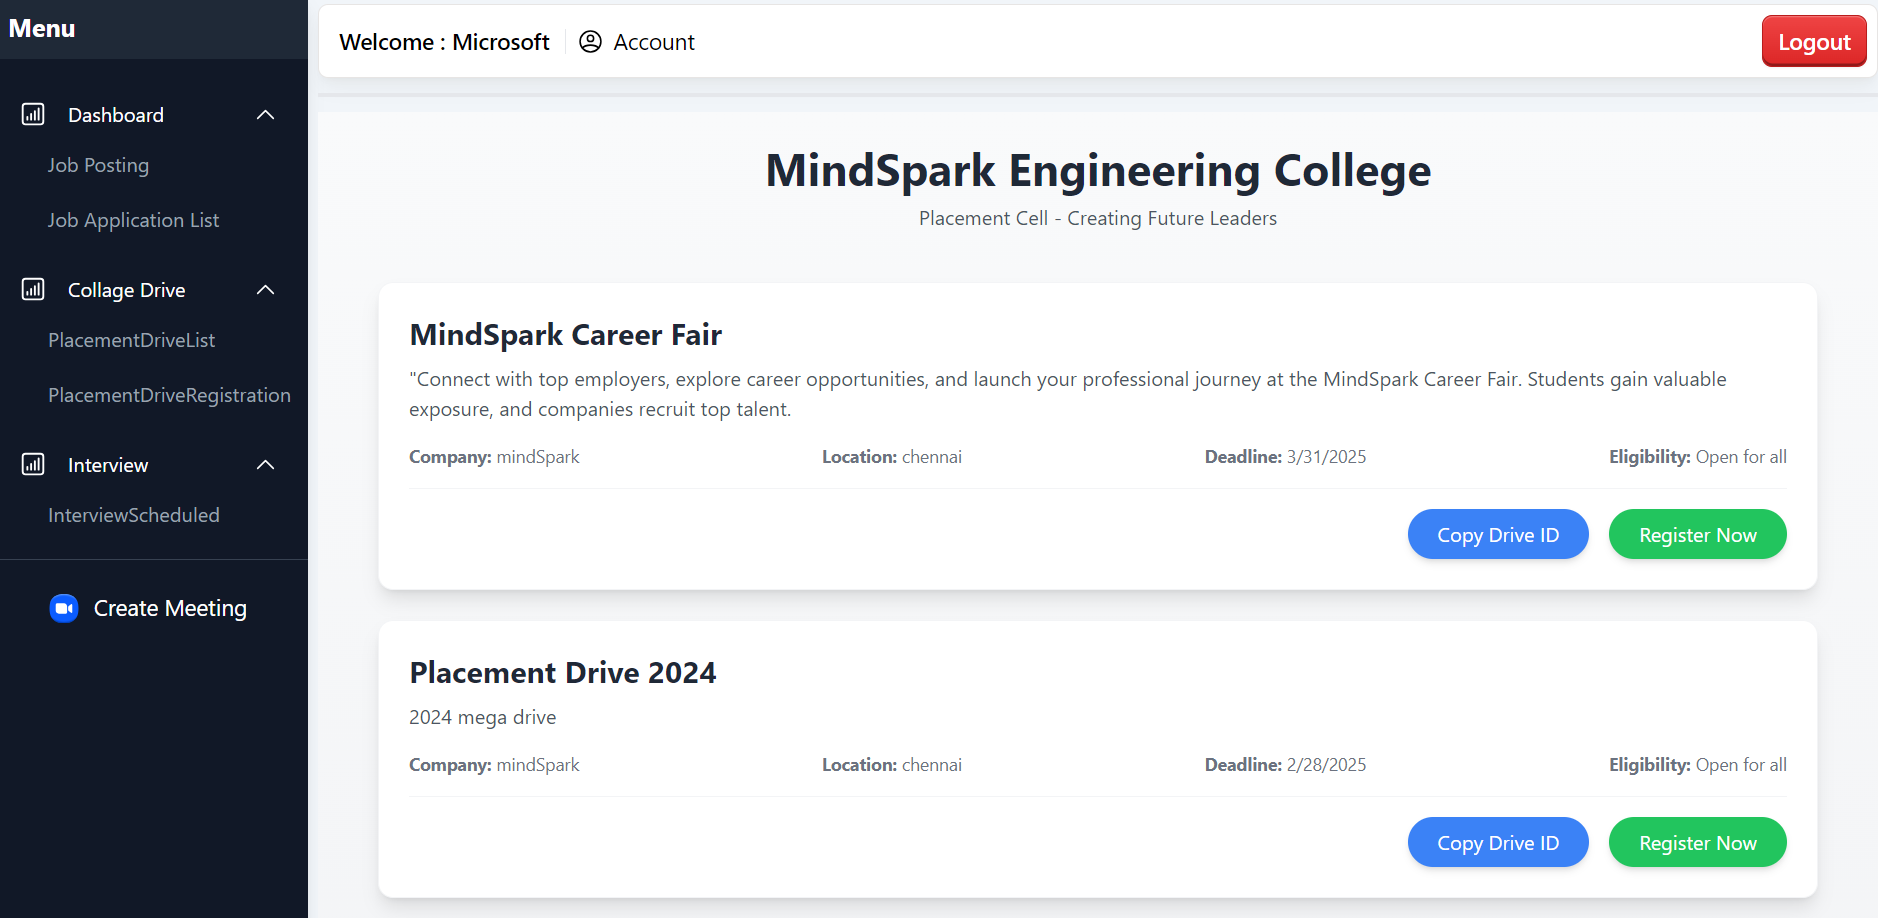 Menu
Dashboard
Job Posting
Job Application List
Collage Drive
PlacementDriveList
PlacementDriveRegistration
Interview
InterviewScheduled
Create Meeting
Welcome : Microsoft
Account
Logout
MindSpark Engineering College
Placement Cell - Creating Future Leaders
MindSpark Career Fair
"Connect with top employers, explore career opportunities, and launch your professional journey at the MindSpark Career Fair. Students gain valuable
exposure, and companies recruit top talent.
Company: mindSpark Location: chennai Deadline: 3/31/2025 Eligibility: Open for all
Copy Drive ID Register Now
Placement Drive 2024
2024 mega drive
Company: mindSpark Location: chennai Deadline: 2/28/2025 Eligibility: Open for all
Copy Drive ID Register Now